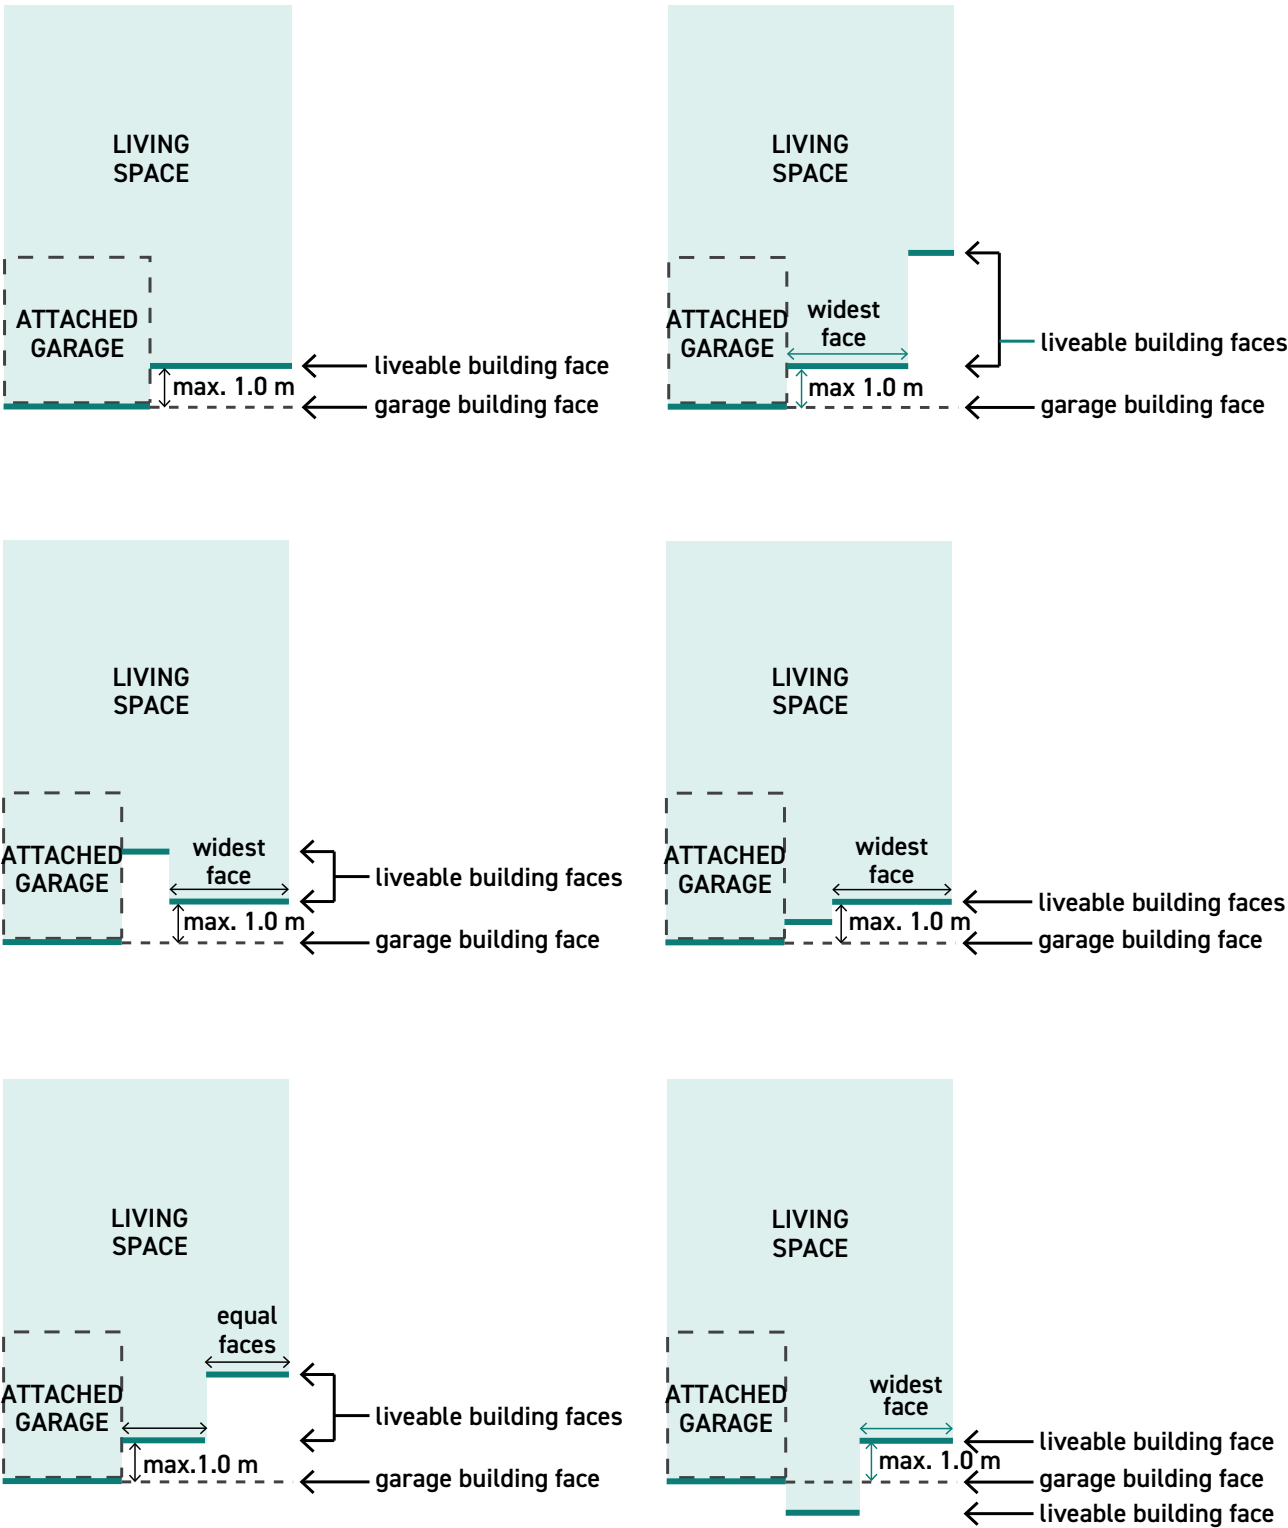 LIVING
SPACE
ATTACHED
GARAGE
max. 1.0 m
liveable building face
garage building face
LIVING
SPACE
ATTACHED
GARAGE
widest
face
max 1.0 m
liveable building faces
garage building face
LIVING
SPACE
ATTACHED
GARAGE
widest
face
max. 1.0 m
liveable building faces
garage building face
LIVING
SPACE
ATTACHED
GARAGE
widest
face
max. 1.0 m
liveable building faces
garage building face
LIVING
SPACE
equal
faces
ATTACHED
GARAGE
max.1.0 m
liveable building faces
garage building face
LIVING
SPACE
ATTACHED
GARAGE
widest
face
max. 1.0 m
liveable building face
garage building face
liveable building face